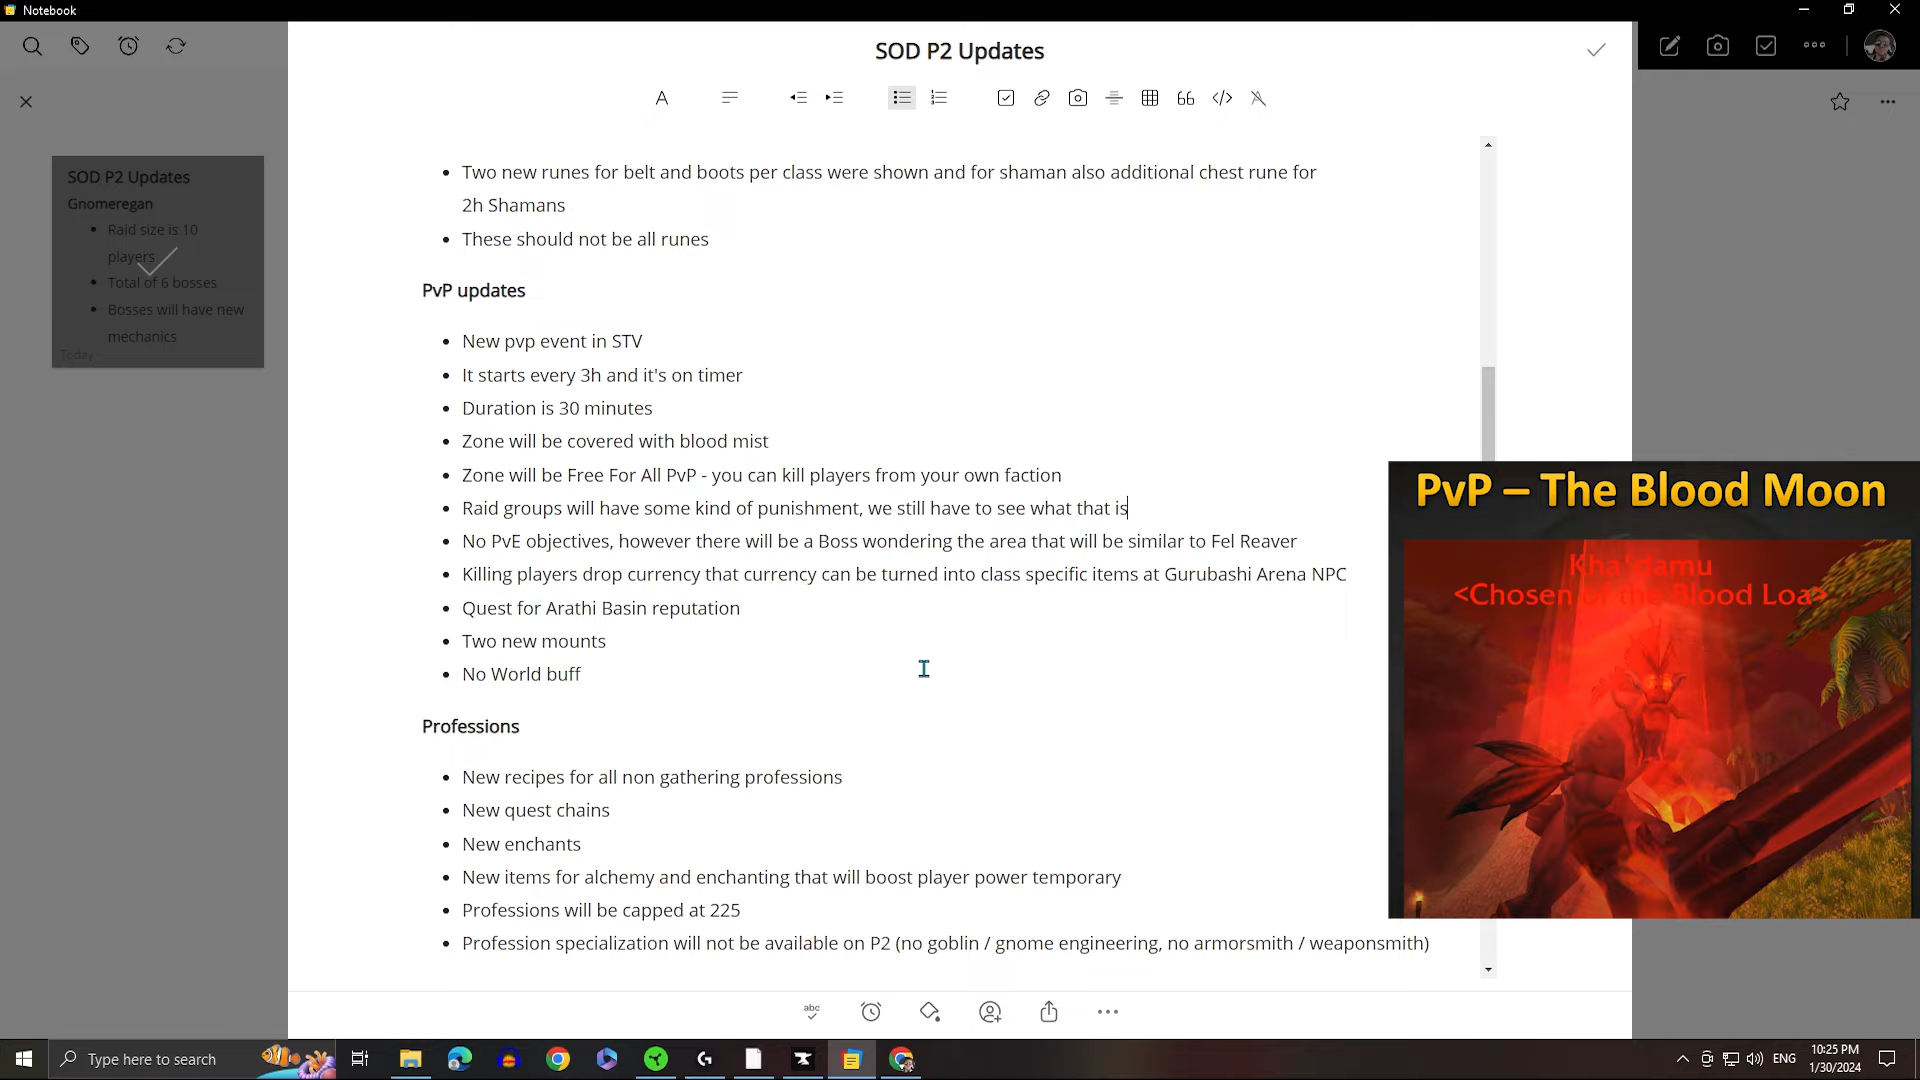 Notebook
SOD P2 Updates
SOD P2 Updates
Gnomeregan
Raid size is 10
players
Total of 6 bosses
Bosses will have new
mechanics
Today
Two new runes for belt and boots per class were shown and for shaman also additional chest rune for
2h Shamans
These should not be all runes
PvP updates
New pvp event in STV
It starts every 3h and it's on timer
Duration is 30 minutes
Zone will be covered with blood mist
Zone will be Free For All PvP - you can kill players from your own faction
Raid groups will have some kind of punishment, we still have to see what that is
No PvE objectives, however there will be a Boss wondering the area that will be similar to Fel Reaver
Killing players drop currency that currency can be turned into class specific items at Gurubashi Arena NPC
Quest for Arathi Basin reputation
Two new mounts
No World buff
Professions
New recipes for all non gathering professions
New quest chains
New enchants
New items for alchemy and enchanting that will boost player power temporary
Professions will be capped at 225
Profession specialization will not be available on P2 (no goblin / gnome engineering, no armorsmith / weaponsmith)
PvP – The Blood Moon
Kha'damu
<Chosen of the Blood Loa>
abc
Type here to search
ENG
10:25 PM
1/30/2024